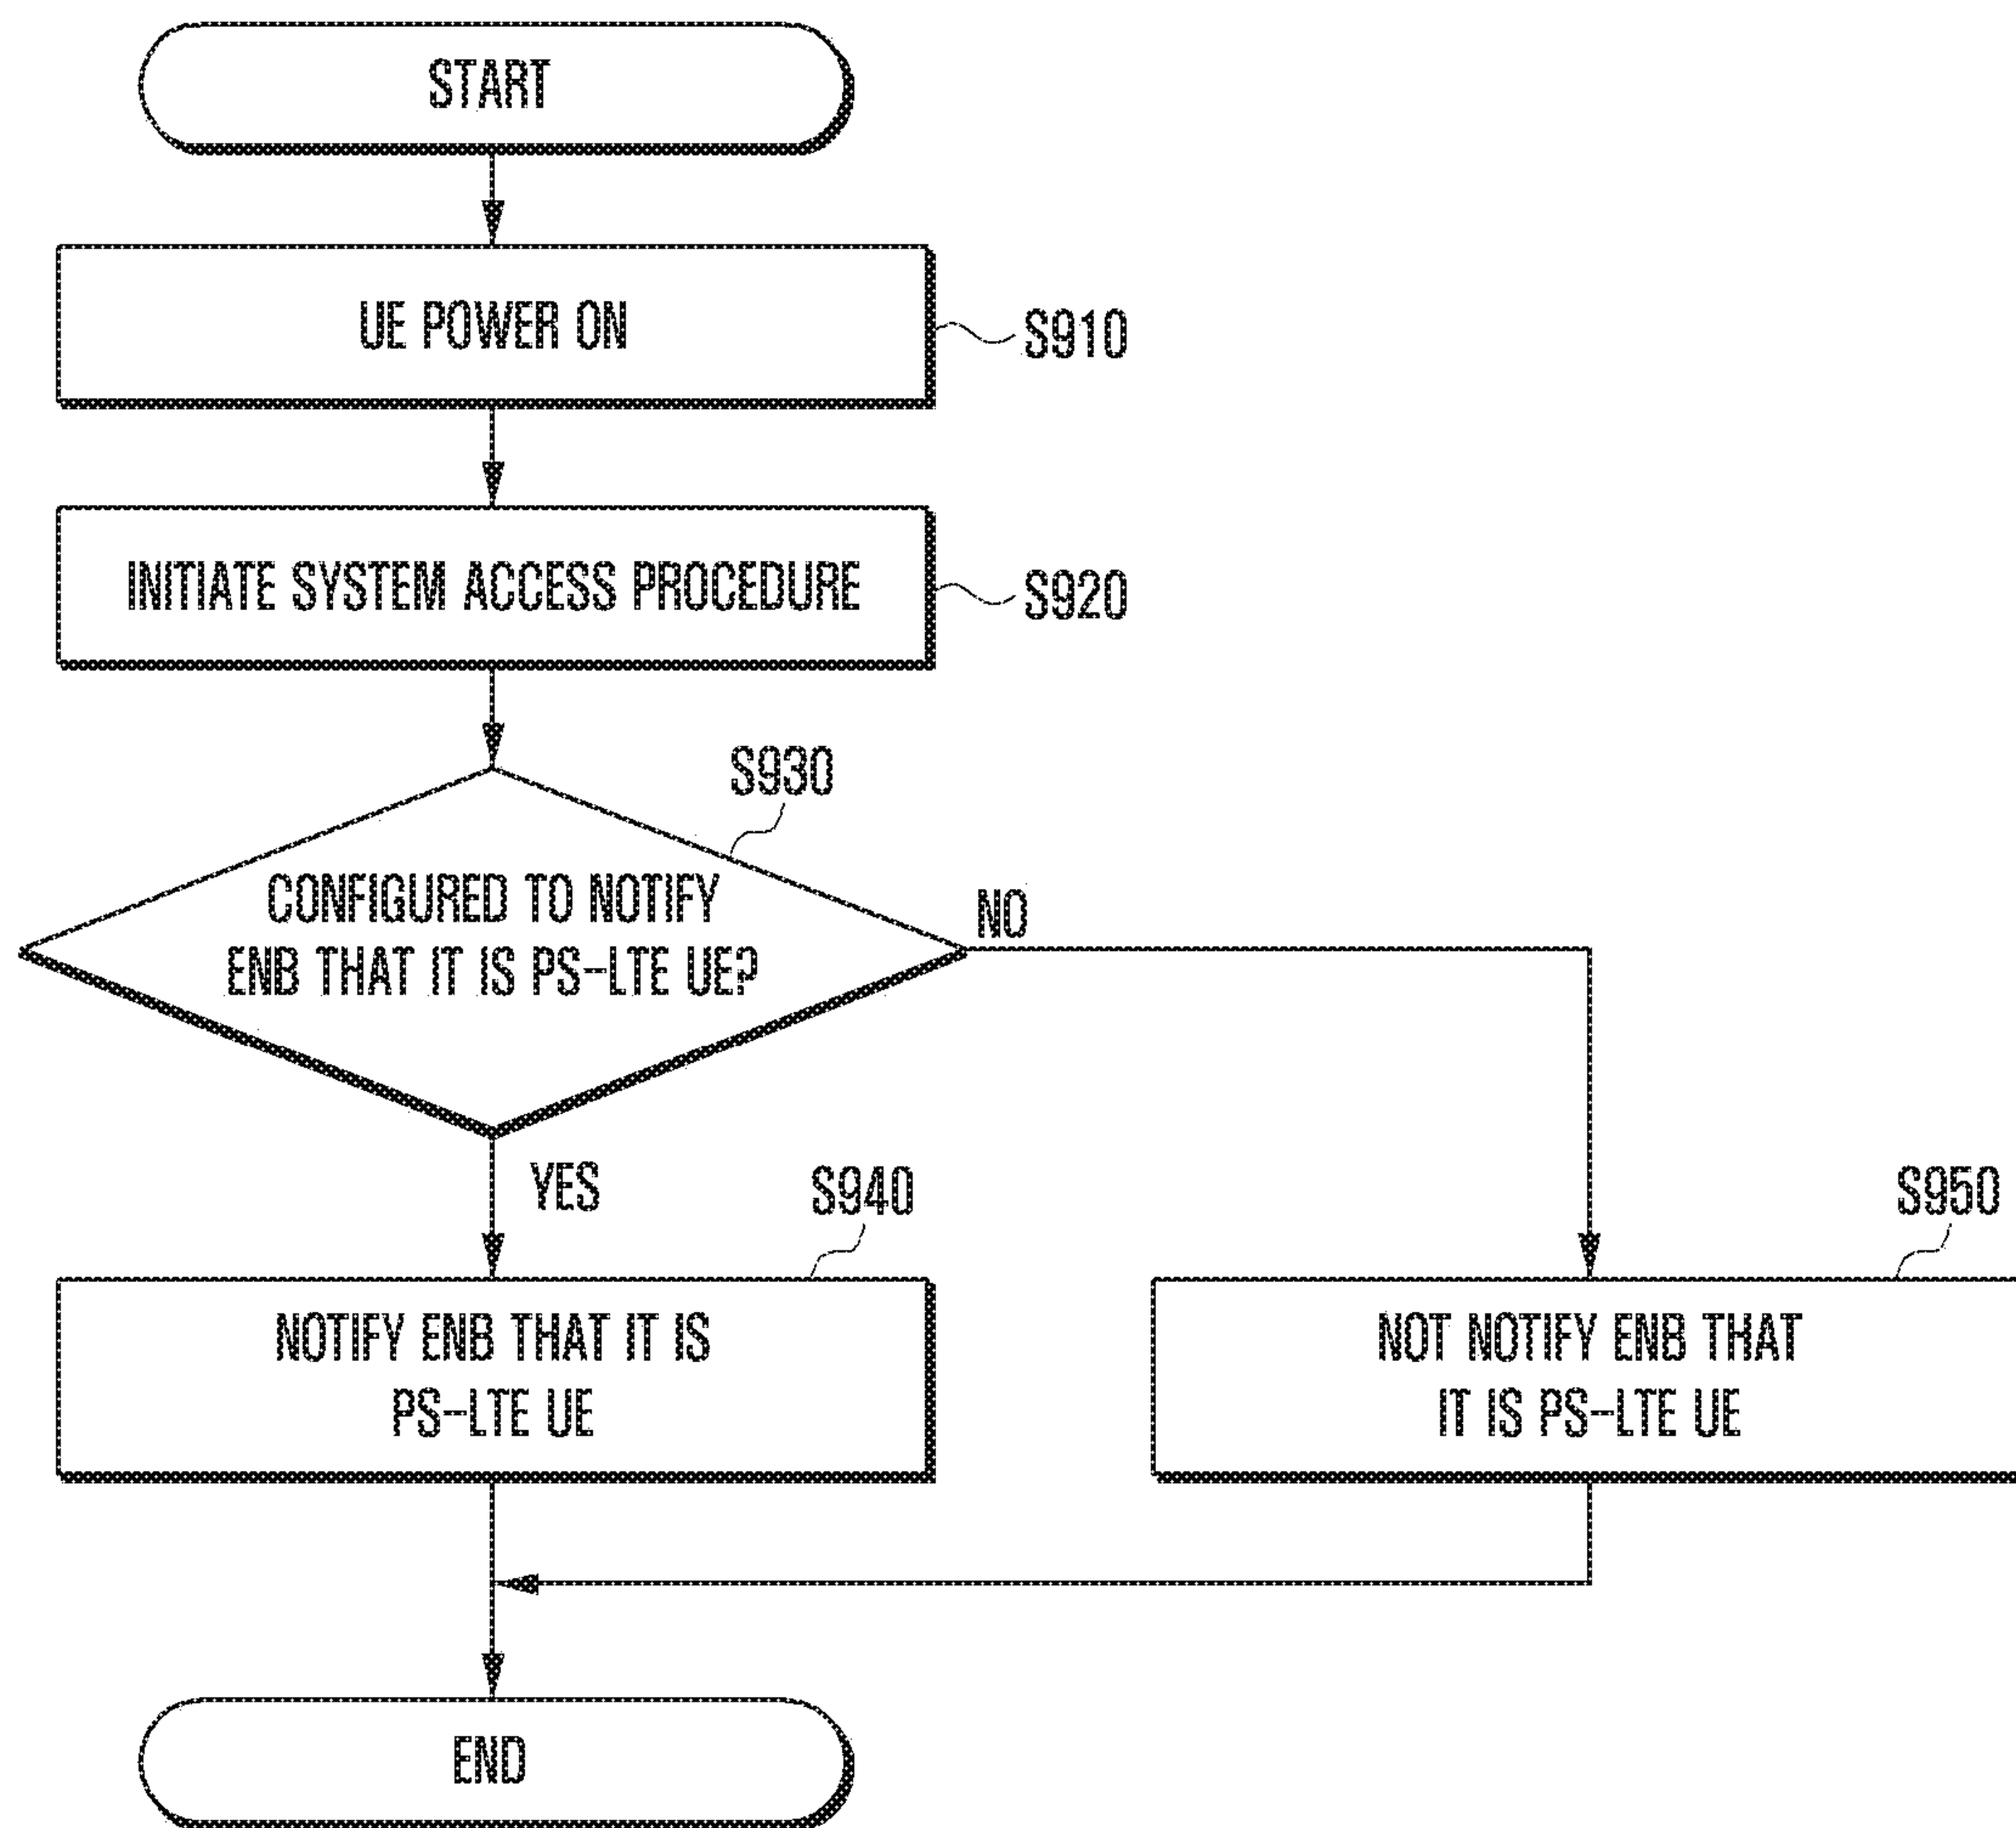 START
UE POWER ON
S910
INITIATE SYSTEM ACCESS PROCEDURE
S920
S930
CONFIGURED TO NOTIFY
ENB THAT IT IS PS-LTE UE?
NO
YES
S940
S950
NOTIFY ENB THAT IT IS
PS-LTE UE
NOT NOTIFY ENB THAT
IT IS PS-LTE UE
END